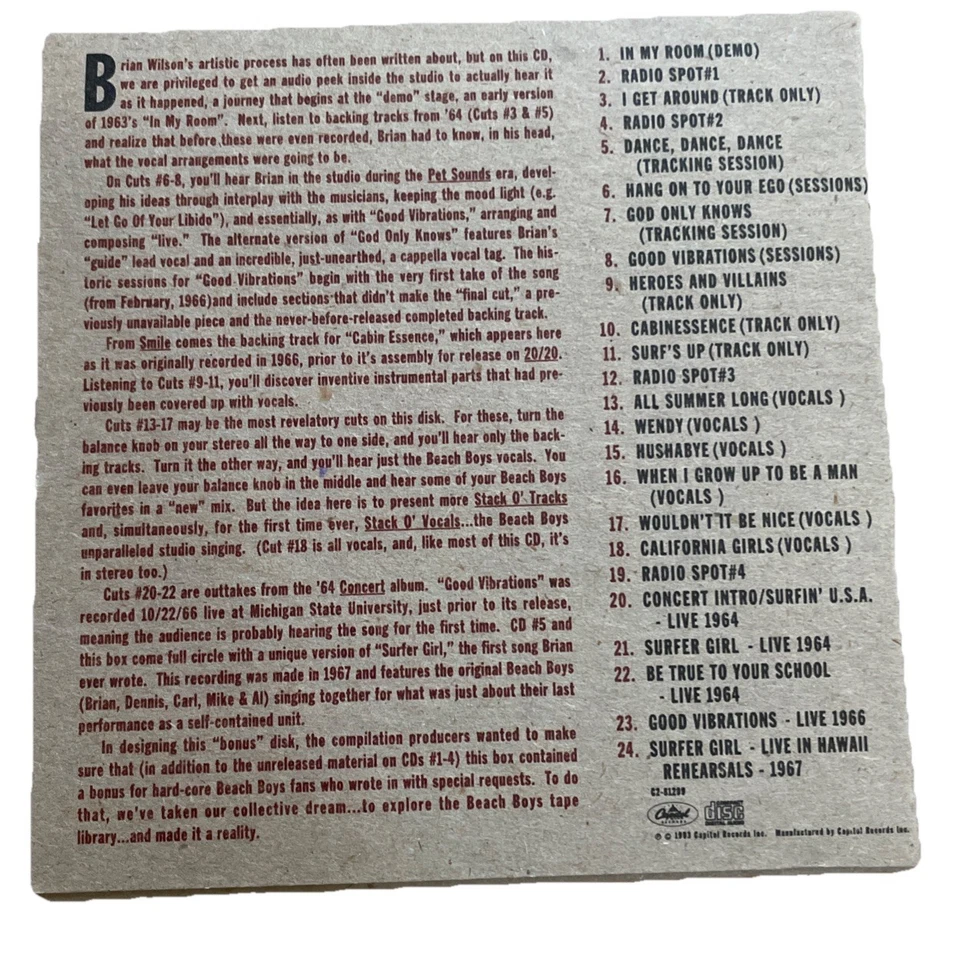 Brian Wilson's artistic process has often been written about, but on this CD,
we are privileged to get an audio peek inside the studio to actually hear it
as it happened, a journey that begins at the "demo" stage, an early version
of 1963's "In My Room". Next, listen to backing tracks from '64 (Cuts #3 & #5)
and realize that before these were even recorded, Brian had to know, in his head,
what the vocal arrangements were going to be.
On Cuts #6-8, you'll hear Brian in the studio during the Pet Sounds era, devel-
oping his ideas through interplay with the musicians, keeping the mood light (e.g.
"Let Go Of Your Libido"), and essentially, as with "Good Vibrations," arranging and
composing "live." The alternate version of "God Only Knows" features Brian's
"guide" lead vocal and an incredible, just-unearthed, a cappella vocal tag. The his-
toric sessions for "Good Vibrations" begin with the very first take of the song
(from February, 1966)and include sections that didn't make the "final cut," a pre-
viously unavailable piece and the never-before-released completed backing track.
From Smile comes the backing track for "Cabin Essence," which appears here
as it was originally recorded in 1966, prior to it's assembly for release on 20/20.
Listening to Cuts #9-11, you'll discover inventive instrumental parts that had pre-
viously been covered up with vocals.
Cuts #13-17 may be the most revelatory cuts on this disk. For these, turn the
balance knob on your stereo all the way to one side, and you'll hear only the back-
ing tracks. Turn it the other way, and you'll hear just the Beach Boys vocals. You
can even leave your balance knob in the middle and hear some of your Beach Boys
favorites in a "new" mix. But the idea here is to present more Stack O' Tracks
and, simultaneously, for the first time ever, Stack O' Vocals...the Beach Boys
unparalleled studio singing. (Cut #18 is all vocals, and, like most of this CD, it's
in stereo too.)
Cuts #20-22 are outtakes from the '64 Concert album. "Good Vibrations" was
recorded 10/22/66 live at Michigan State University, just prior to its release,
meaning the audience is probably hearing the song for the first time. CD #5 and
this box come full circle with a unique version of "Surfer Girl," the first song Brian
ever wrote. This recording was made in 1967 and features the original Beach Boys
(Brian, Dennis, Carl, Mike & Al) singing together for what was just about their last
performance as a self-contained unit.
In designing this "bonus" disk, the compilation producers wanted to make
sure that (in addition to the unreleased material on CDs #1-4) this box contained
a bonus for hard-core Beach Boys fans who wrote in with special requests. To do
that, we've taken our collective dream...to explore the Beach Boys tape
library...and made it a reality.
1. IN MY ROOM (DEMO)
2. RADIO SPOT#1
3. I GET AROUND (TRACK ONLY)
4. RADIO SPOT#2
5. DANCE, DANCE, DANCE
(TRACKING SESSION)
6. HANG ON TO YOUR EGO (SESSIONS)
7. GOD ONLY KNOWS
(TRACKING SESSION)
8. GOOD VIBRATIONS (SESSIONS)
9. HEROES AND VILLAINS
(TRACK ONLY)
10. CABINESSENCE (TRACK ONLY)
11. SURF'S UP (TRACK ONLY)
12. RADIO SPOT#3
13. ALL SUMMER LONG (VOCALS )
14. WENDY (VOCALS )
15. HUSHABYE (VOCALS )
16. WHEN I GROW UP TO BE A MAN
(VOCALS )
17. WOULDN'T IT BE NICE (VOCALS )
18. CALIFORNIA GIRLS (VOCALS )
19. RADIO SPOT#4
20. CONCERT INTRO/SURFIN' U.S.A.
- LIVE 1964
21. SURFER GIRL - LIVE 1964
22. BE TRUE TO YOUR SCHOOL
- LIVE 1964
23. GOOD VIBRATIONS - LIVE 1966
24. SURFER GIRL - LIVE IN HAWAII
REHEARSALS - 1967
C2-81299
Capitol RECORDS COMPACT disc DIGITAL AUDIO
℗ © 1993 Capitol Records Inc. Manufactured by Capitol Records Inc.